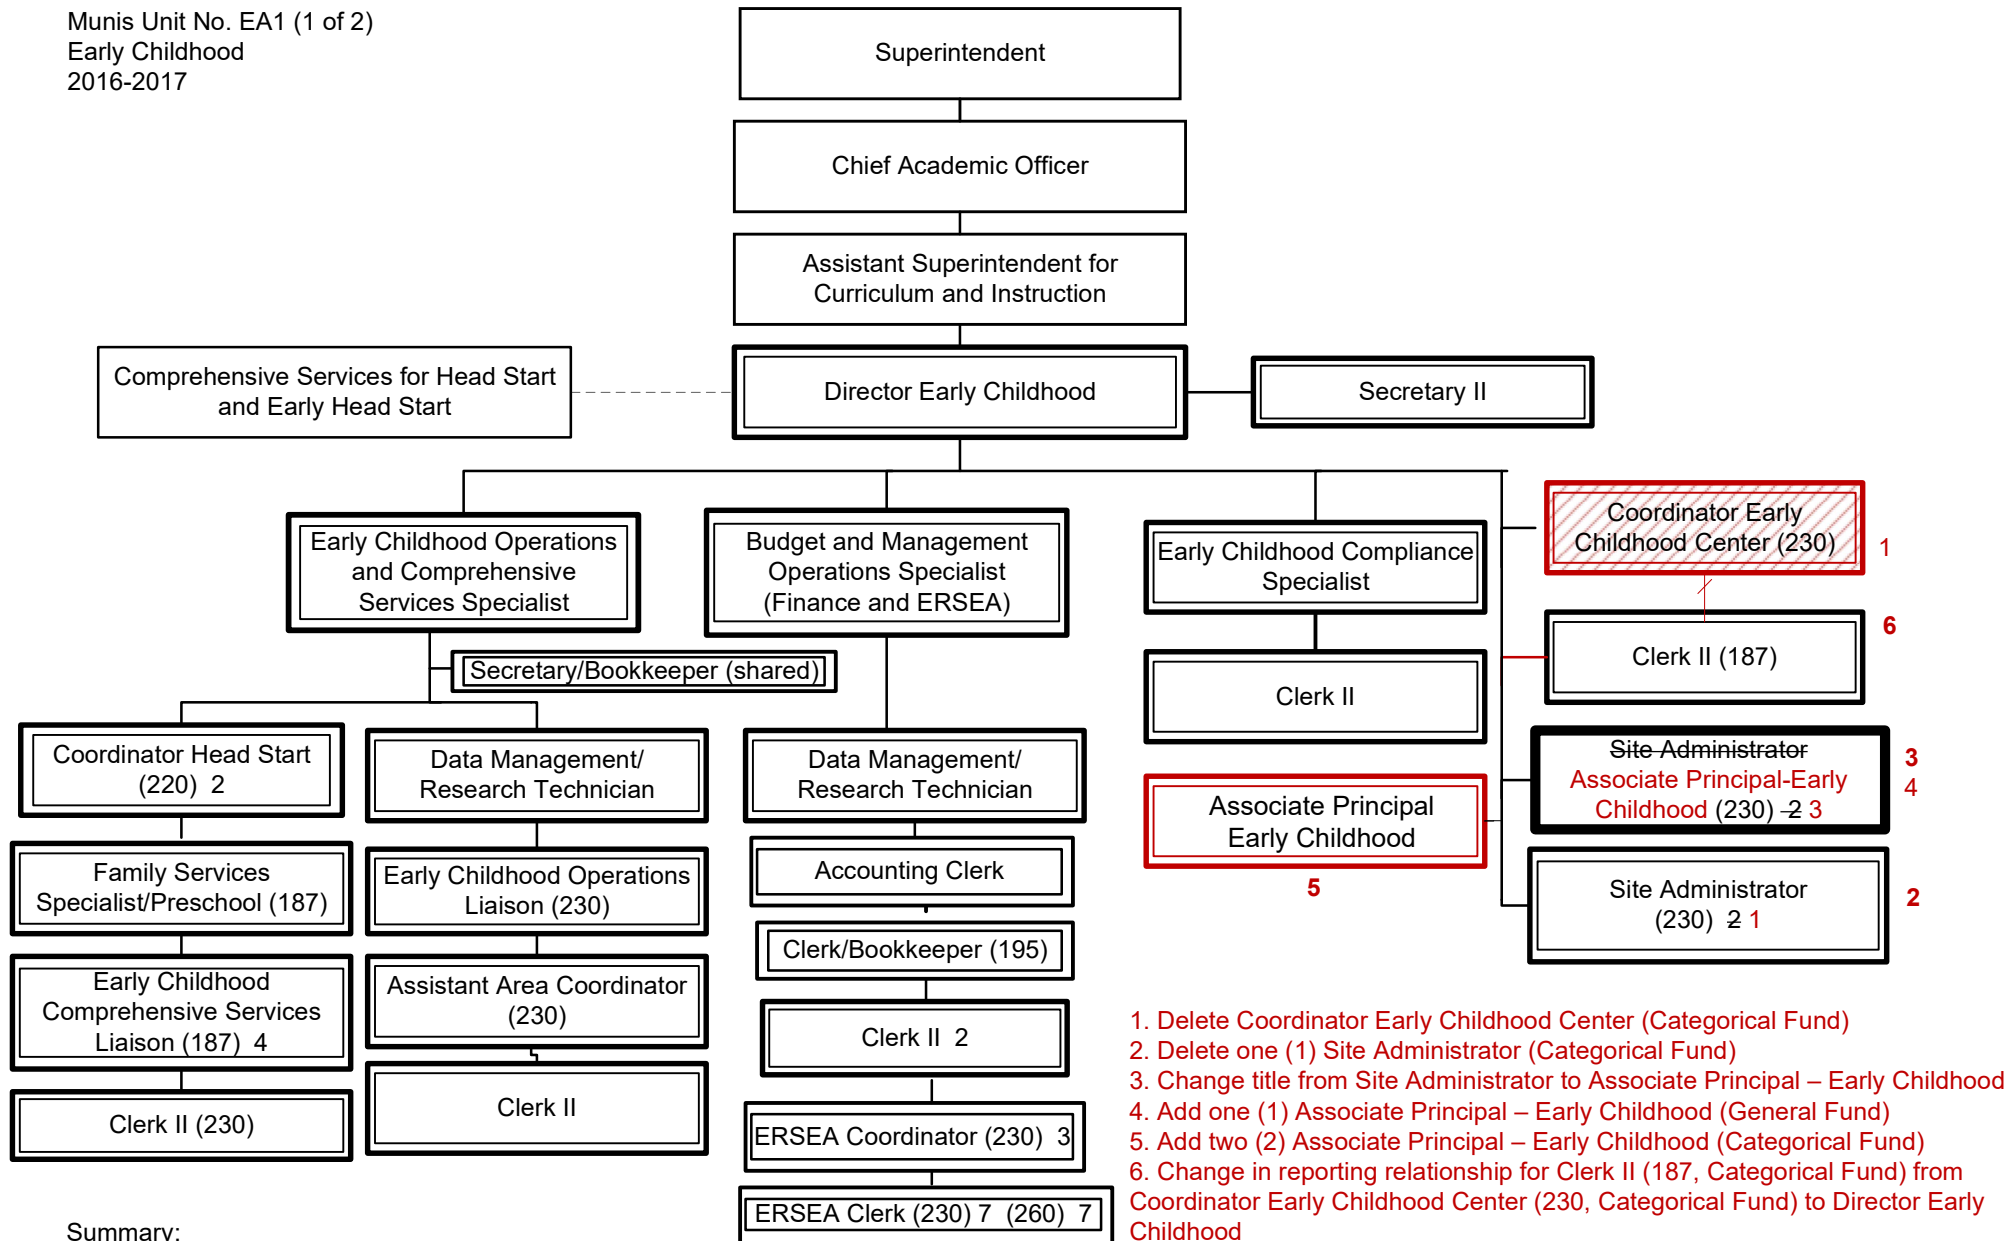 Munis Unit No. EA1 (1 of 2)
Early Childhood
2016-2017
Superintendent
Chief Academic Officer
Assistant Superintendent for
Curriculum and Instruction
Comprehensive Services for Head Start
and Early Head Start
Director Early Childhood
Secretary II
Early Childhood Operations
and Comprehensive
Services Specialist
Secretary/Bookkeeper (shared)
Coordinator Head Start
(220)  2
Family Services
Specialist/Preschool (187)
Early Childhood
Comprehensive Services
Liaison (187)  4
Clerk II (230)
Data Management/
Research Technician
Early Childhood Operations
Liaison (230)
Assistant Area Coordinator
(230)
Clerk II
Budget and Management
Operations Specialist
(Finance and ERSEA)
Data Management/
Research Technician
Accounting Clerk
Clerk/Bookkeeper (195)
Clerk II  2
ERSEA Coordinator (230)  3
ERSEA Clerk (230) 7  (260)  7
Early Childhood Compliance
Specialist
Clerk II
Associate Principal
Early Childhood
5
Coordinator Early
Childhood Center (230)
1
Clerk II (187)
6
Site Administrator
Associate Principal-Early
Childhood (230) 2 3
3
4
Site Administrator
(230)  2 1
2
1. Delete Coordinator Early Childhood Center (Categorical Fund)
2. Delete one (1) Site Administrator (Categorical Fund)
3. Change title from Site Administrator to Associate Principal – Early Childhood
4. Add one (1) Associate Principal – Early Childhood (General Fund)
5. Add two (2) Associate Principal – Early Childhood (Categorical Fund)
6. Change in reporting relationship for Clerk II (187, Categorical Fund) from
Coordinator Early Childhood Center (230, Categorical Fund) to Director Early
Childhood
Summary: